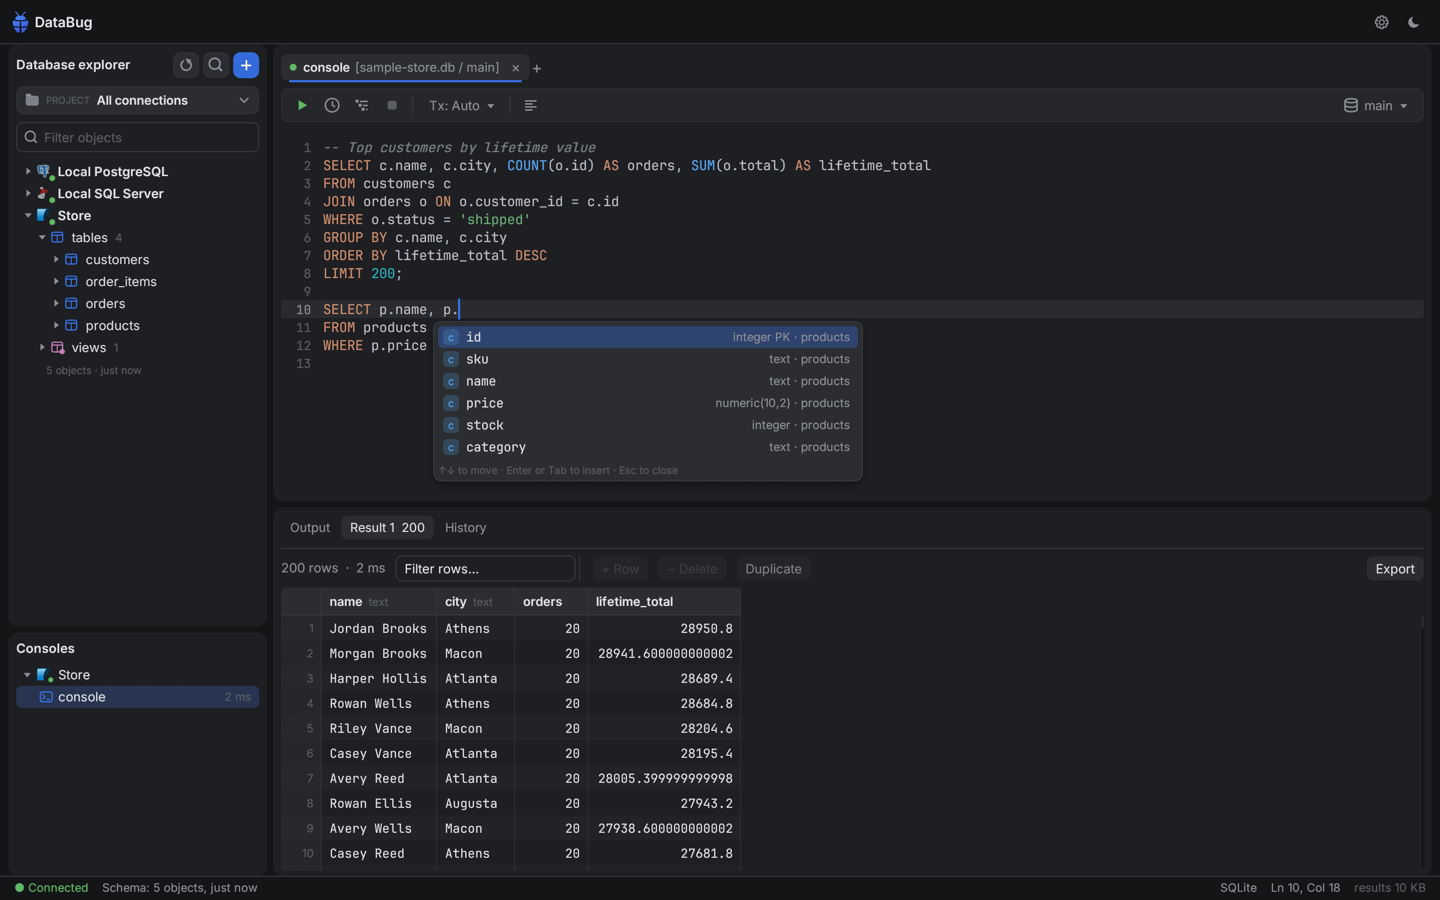 DataBug
Database explorer
PROJECT All connections
Filter objects
Local PostgreSQL
Local SQL Server
Store
tables 4
customers
order_items
orders
products
views 1
5 objects · just now
Consoles
Store
console 2 ms
console [sample-store.db / main] × +
Tx: Auto
main
1 -- Top customers by lifetime value
2 SELECT c.name, c.city, COUNT(o.id) AS orders, SUM(o.total) AS lifetime_total
3 FROM customers c
4 JOIN orders o ON o.customer_id = c.id
5 WHERE o.status = 'shipped'
6 GROUP BY c.name, c.city
7 ORDER BY lifetime_total DESC
8 LIMIT 200;
9
10 SELECT p.name, p.
11 FROM products
12 WHERE p.price
13
c id integer PK · products
c sku text · products
c name text · products
c price numeric(10,2) · products
c stock integer · products
c category text · products
↑↓ to move · Enter or Tab to insert · Esc to close
Output Result 1 200 History
200 rows · 2 ms Filter rows... + Row − Delete Duplicate Export
name text city text orders lifetime_total
1 Jordan Brooks Athens 20 28950.8
2 Morgan Brooks Macon 20 28941.600000000002
3 Harper Hollis Atlanta 20 28689.4
4 Rowan Wells Athens 20 28684.8
5 Riley Vance Macon 20 28204.6
6 Casey Vance Atlanta 20 28195.4
7 Avery Reed Atlanta 20 28005.399999999998
8 Rowan Ellis Augusta 20 27943.2
9 Avery Wells Macon 20 27938.600000000002
10 Casey Reed Athens 20 27681.8
Connected Schema: 5 objects, just now SQLite Ln 10, Col 18 results 10 KB